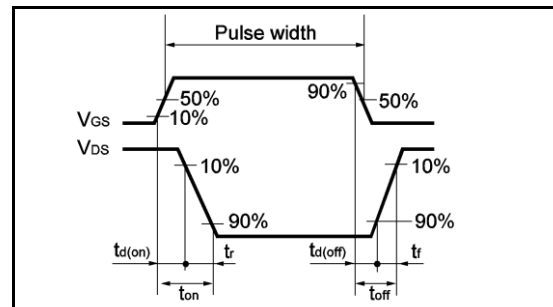 Pulse width
90%
50%
50%
10%
VGS
VDS
10%
10%
90%
90%
td(on)
tr
td(off)
tf
ton
toff